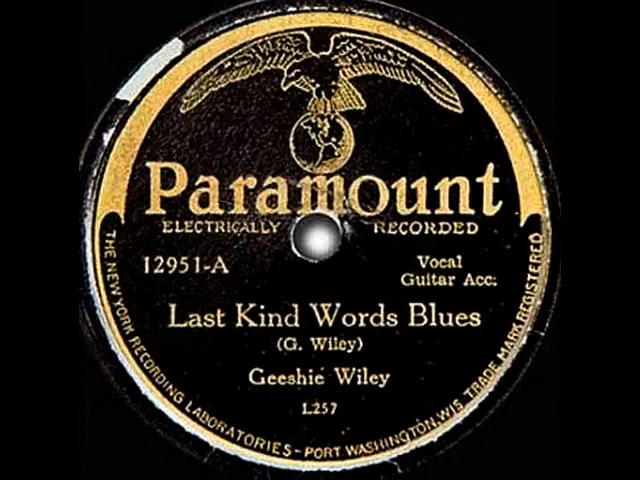 Paramount
ELECTRICALLY RECORDED
12951-A
Vocal
Guitar Acc.
Last Kind Words Blues
(G. Wiley)
Geeshie Wiley
L257
THE NEW YORK RECORDING LABORATORIES - PORT WASHINGTON, WIS. TRADE MARK REGISTERED